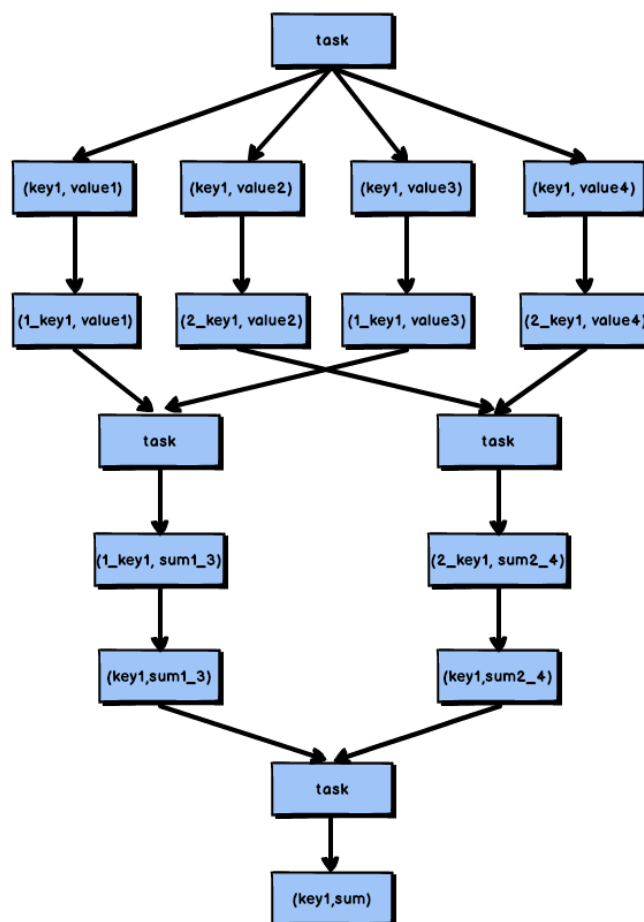 task
(key1, value1)
(key1, value2)
(key1, value3)
(key1, value4)
(1_key1, value1)
(2_key1, value2)
(1_key1, value3)
(2_key1, value4)
task
task
(1_key1, sum1_3)
(2_key1, sum2_4)
(key1,sum1_3)
(key1,sum2_4)
task
(key1,sum)